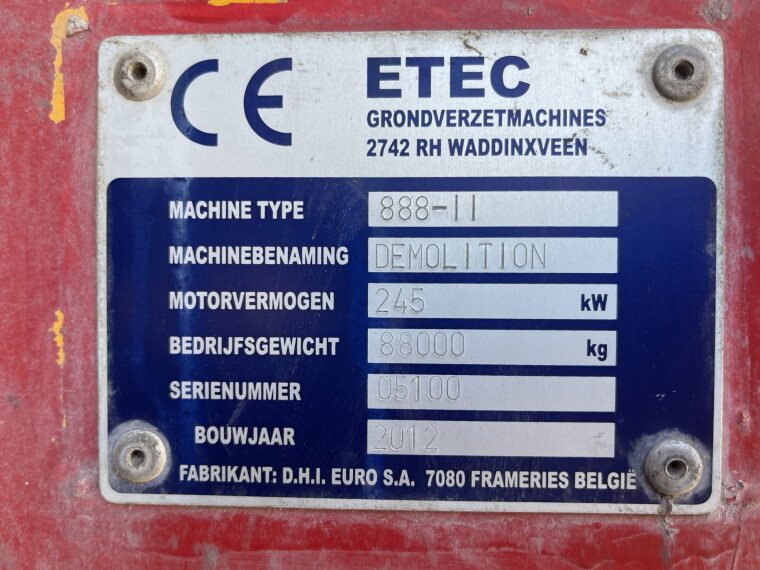 CE ETEC
GRONDVERZETMACHINES
2742 RH WADDINXVEEN
MACHINE TYPE 888-II
MACHINEBENAMING DEMOLITION
MOTORVERMOGEN 245 kW
BEDRIJFSGEWICHT 88000 kg
SERIENUMMER 05100
BOUWJAAR 2012
FABRIKANT: D.H.I. EURO S.A. 7080 FRAMERIES BELGIË